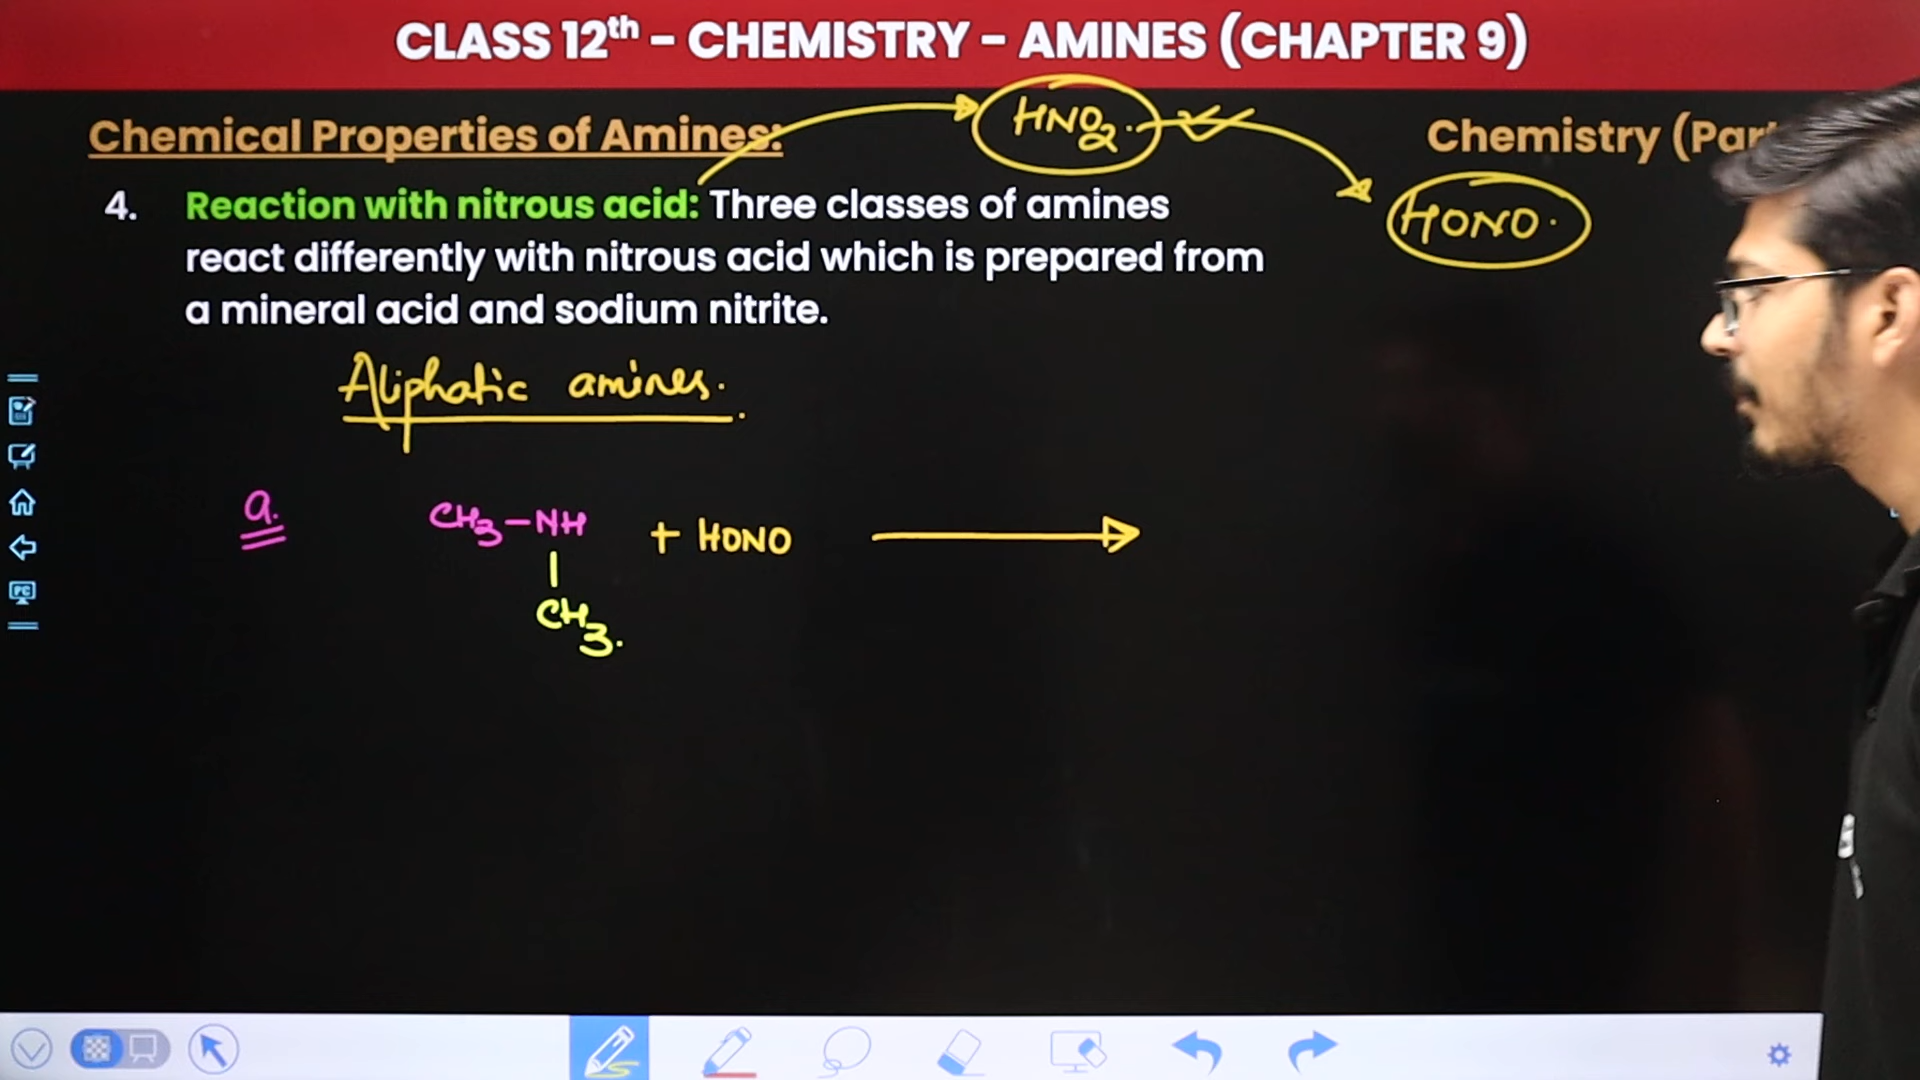 CLASS 12th - CHEMISTRY - AMINES (CHAPTER 9)
Chemical Properties of Amines:
HNO2.
Chemistry (Par
4. Reaction with nitrous acid: Three classes of amines
HONO.
react differently with nitrous acid which is prepared from
a mineral acid and sodium nitrite.
Aliphatic amines.
a. CH3-NH + HONO
CH3.